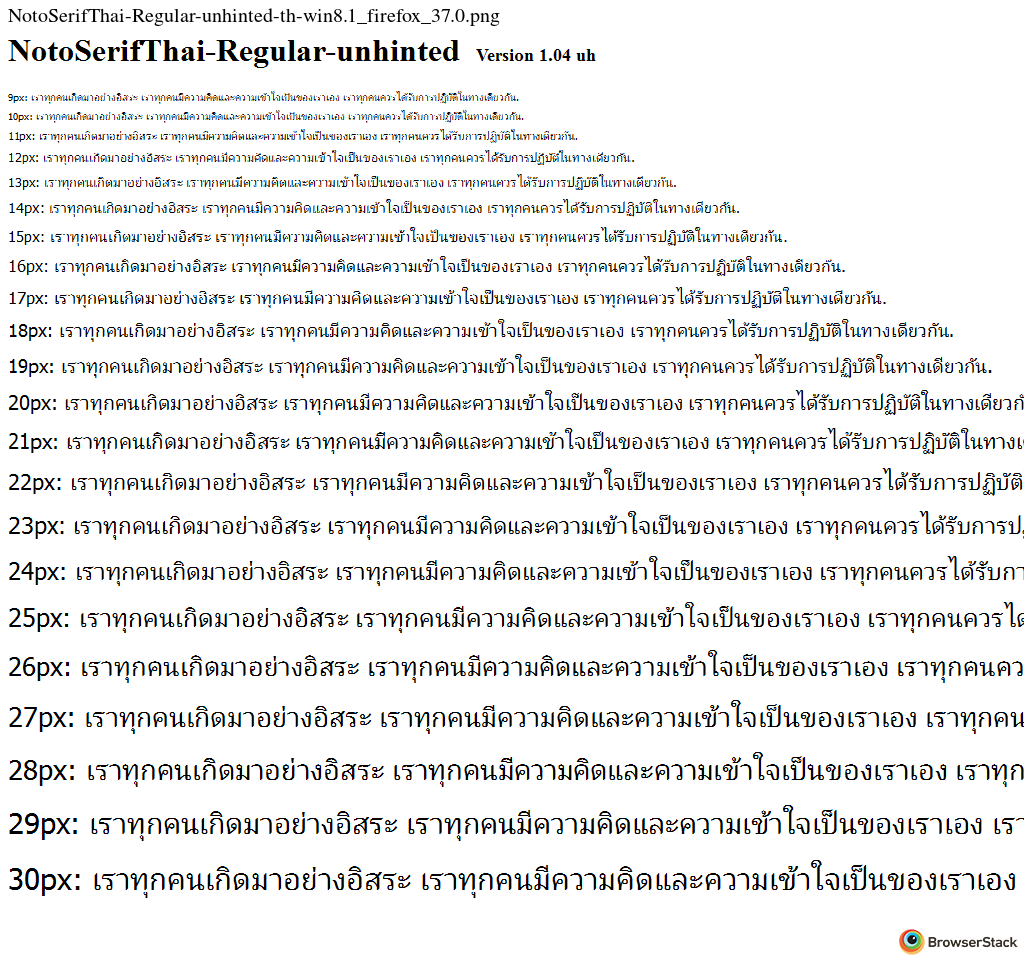 NotoSerifThai-Regular-unhinted-th-win8.1_firefox_37.0.png
NotoSerifThai-Regular-unhinted Version 1.04 uh
9px: เราทุกคนเกิดมาอย่างอิสระ เราทุกคนมีความคิดและความเข้าใจเป็นของเราเอง เราทุกคนควรได้รับการปฏิบัติในทางเดียวกัน.
10px: เราทุกคนเกิดมาอย่างอิสระ เราทุกคนมีความคิดและความเข้าใจเป็นของเราเอง เราทุกคนควรได้รับการปฏิบัติในทางเดียวกัน.
11px: เราทุกคนเกิดมาอย่างอิสระ เราทุกคนมีความคิดและความเข้าใจเป็นของเราเอง เราทุกคนควรได้รับการปฏิบัติในทางเดียวกัน.
12px: เราทุกคนเกิดมาอย่างอิสระ เราทุกคนมีความคิดและความเข้าใจเป็นของเราเอง เราทุกคนควรได้รับการปฏิบัติในทางเดียวกัน.
13px: เราทุกคนเกิดมาอย่างอิสระ เราทุกคนมีความคิดและความเข้าใจเป็นของเราเอง เราทุกคนควรได้รับการปฏิบัติในทางเดียวกัน.
14px: เราทุกคนเกิดมาอย่างอิสระ เราทุกคนมีความคิดและความเข้าใจเป็นของเราเอง เราทุกคนควรได้รับการปฏิบัติในทางเดียวกัน.
15px: เราทุกคนเกิดมาอย่างอิสระ เราทุกคนมีความคิดและความเข้าใจเป็นของเราเอง เราทุกคนควรได้รับการปฏิบัติในทางเดียวกัน.
16px: เราทุกคนเกิดมาอย่างอิสระ เราทุกคนมีความคิดและความเข้าใจเป็นของเราเอง เราทุกคนควรได้รับการปฏิบัติในทางเดียวกัน.
17px: เราทุกคนเกิดมาอย่างอิสระ เราทุกคนมีความคิดและความเข้าใจเป็นของเราเอง เราทุกคนควรได้รับการปฏิบัติในทางเดียวกัน.
18px: เราทุกคนเกิดมาอย่างอิสระ เราทุกคนมีความคิดและความเข้าใจเป็นของเราเอง เราทุกคนควรได้รับการปฏิบัติในทางเดียวกัน.
19px: เราทุกคนเกิดมาอย่างอิสระ เราทุกคนมีความคิดและความเข้าใจเป็นของเราเอง เราทุกคนควรได้รับการปฏิบัติในทางเดียวกัน.
20px: เราทุกคนเกิดมาอย่างอิสระ เราทุกคนมีความคิดและความเข้าใจเป็นของเราเอง เราทุกคนควรได้รับการปฏิบัติในทางเดียวกั
21px: เราทุกคนเกิดมาอย่างอิสระ เราทุกคนมีความคิดและความเข้าใจเป็นของเราเอง เราทุกคนควรได้รับการปฏิบัติในทางเ
22px: เราทุกคนเกิดมาอย่างอิสระ เราทุกคนมีความคิดและความเข้าใจเป็นของเราเอง เราทุกคนควรได้รับการปฏิบัติ
23px: เราทุกคนเกิดมาอย่างอิสระ เราทุกคนมีความคิดและความเข้าใจเป็นของเราเอง เราทุกคนควรได้รับการป
24px: เราทุกคนเกิดมาอย่างอิสระ เราทุกคนมีความคิดและความเข้าใจเป็นของเราเอง เราทุกคนควรได้รับกา
25px: เราทุกคนเกิดมาอย่างอิสระ เราทุกคนมีความคิดและความเข้าใจเป็นของเราเอง เราทุกคนควรได้
26px: เราทุกคนเกิดมาอย่างอิสระ เราทุกคนมีความคิดและความเข้าใจเป็นของเราเอง เราทุกคนคว
27px: เราทุกคนเกิดมาอย่างอิสระ เราทุกคนมีความคิดและความเข้าใจเป็นของเราเอง เราทุกคน
28px: เราทุกคนเกิดมาอย่างอิสระ เราทุกคนมีความคิดและความเข้าใจเป็นของเราเอง เราทุก
29px: เราทุกคนเกิดมาอย่างอิสระ เราทุกคนมีความคิดและความเข้าใจเป็นของเราเอง เรา
30px: เราทุกคนเกิดมาอย่างอิสระ เราทุกคนมีความคิดและความเข้าใจเป็นของเราเอง
BrowserStack